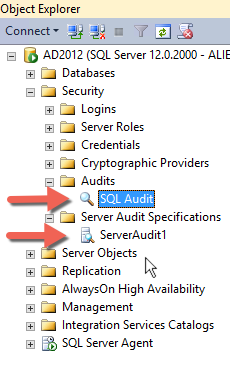 Object Explorer
Connect
AD2012 (SQL Server 12.0.2000 - ALIE
Databases
Security
Logins
Server Roles
Credentials
Cryptographic Providers
Audits
SQL Audit
Server Audit Specifications
ServerAudit1
Server Objects
Replication
AlwaysOn High Availability
Management
Integration Services Catalogs
SQL Server Agent